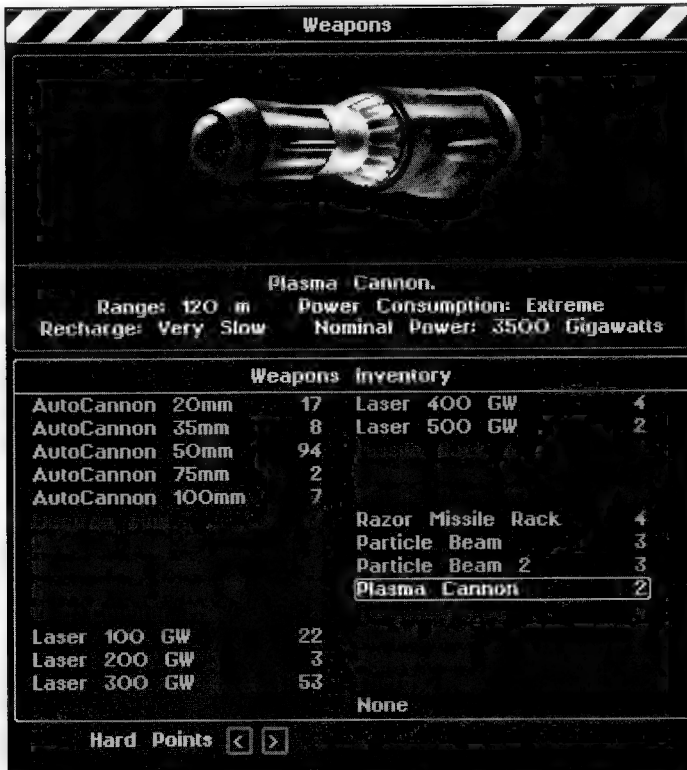 Weapons
Plasma Cannon.
Range: 120 m Power Consumption: Extreme
Recharge: Very Slow Nominal Power: 3500 Gigawatts
Weapons Inventory
AutoCannon 20mm 17
AutoCannon 35mm 8
AutoCannon 50mm 94
AutoCannon 75mm 2
AutoCannon 100mm 7
Laser 100 GW 22
Laser 200 GW 3
Laser 300 GW 53
Laser 400 GW 4
Laser 500 GW 2
Razor Missile Rack 4
Particle Beam 3
Particle Beam 2 3
Plasma Cannon 2
None
Hard Points < >